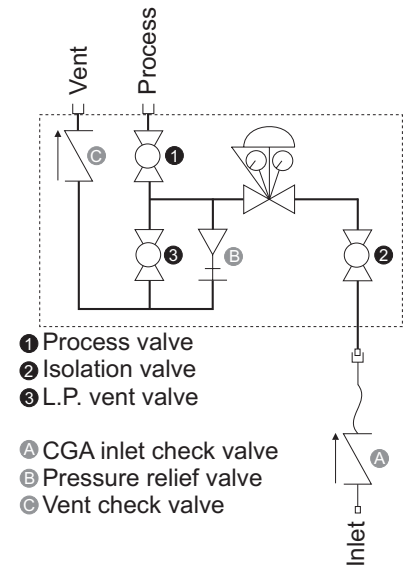 Vent
Process
C
1
3
B
2
1 Process valve
2 Isolation valve
3 L.P. vent valve
A CGA inlet check valve
B Pressure relief valve
C Vent check valve
A
Inlet